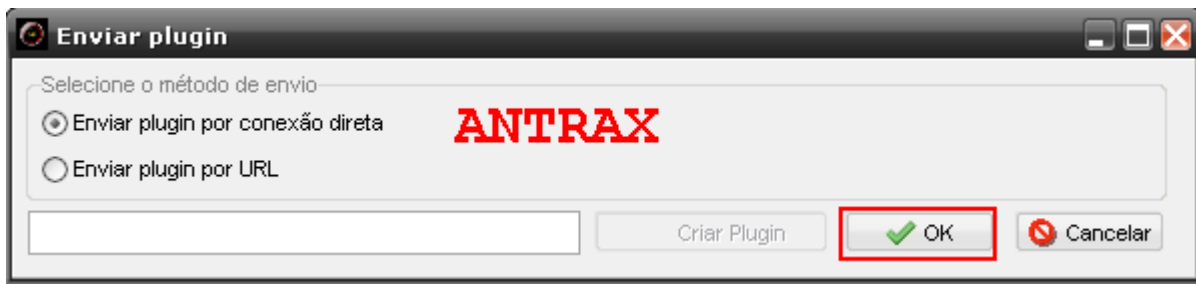 Enviar plugin
Selecione o método de envio
Enviar plugin por conexão direta
ANTRAX
Enviar plugin por URL
Criar Plugin
OK
Cancelar